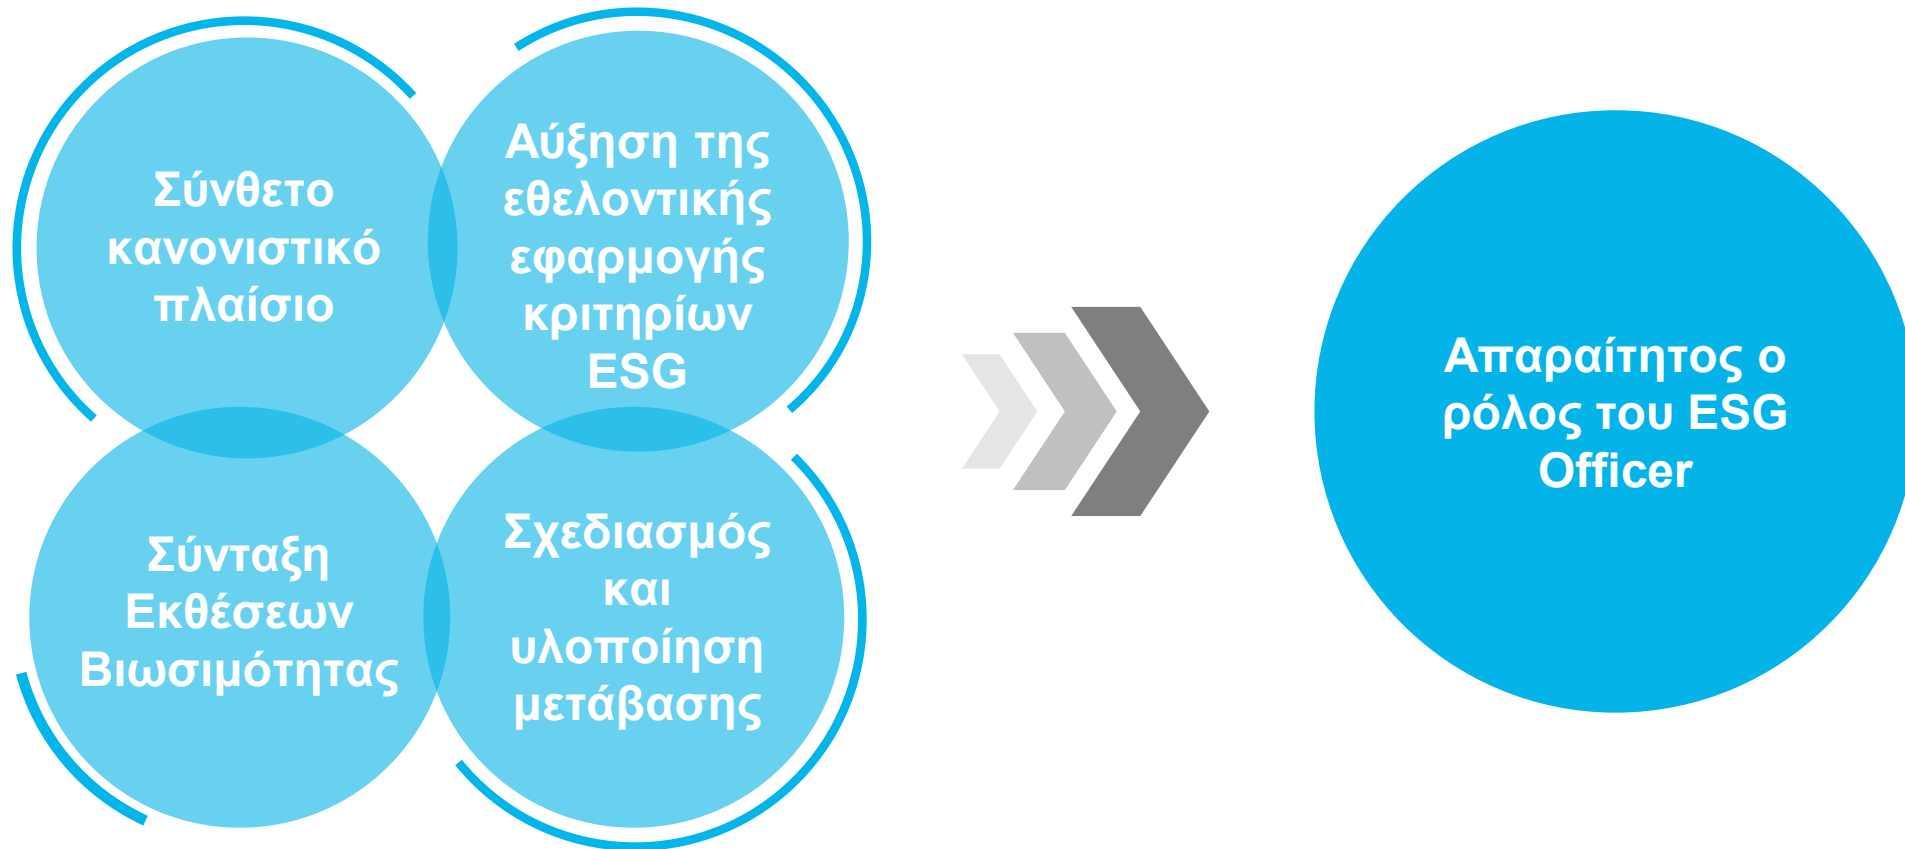 Σύνθετο
κανονιστικό
πλαίσιο
Αύξηση της
εθελοντικής
εφαρμογής
κριτηρίων
ESG
Σύνταξη
Εκθέσεων
Βιωσιμότητας
Σχεδιασμός
και
υλοποίηση
μετάβασης
Απαραίτητος ο
ρόλος του ESG
Officer